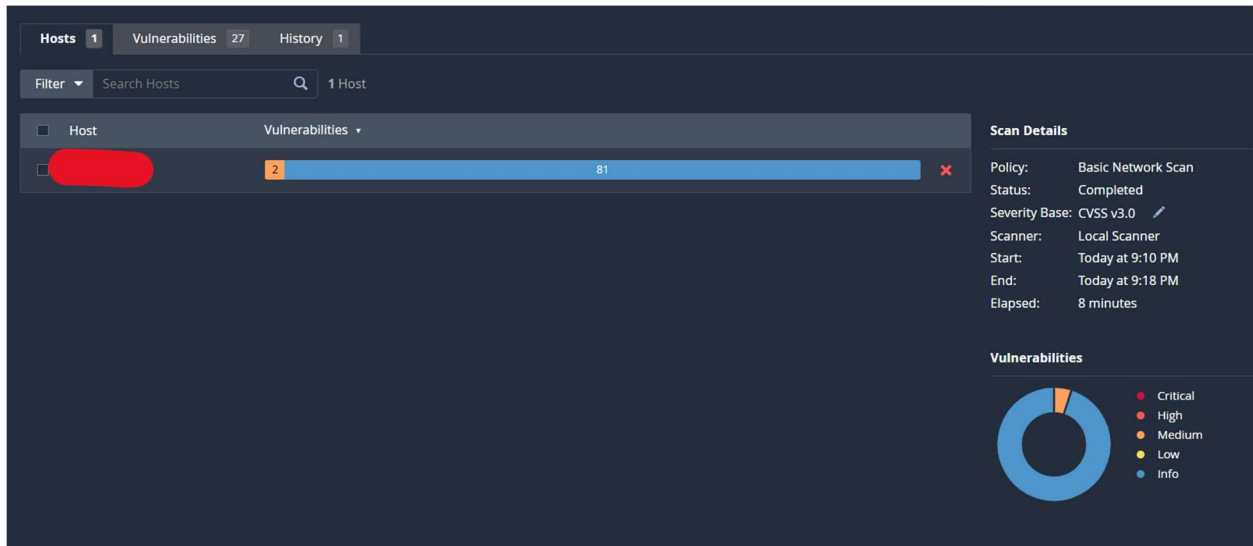 Hosts 1 Vulnerabilities 27 History 1
Filter Search Hosts 1 Host
Host Vulnerabilities
2 81
Scan Details
Policy: Basic Network Scan
Status: Completed
Severity Base: CVSS v3.0
Scanner: Local Scanner
Start: Today at 9:10 PM
End: Today at 9:18 PM
Elapsed: 8 minutes
Vulnerabilities
Critical
High
Medium
Low
Info